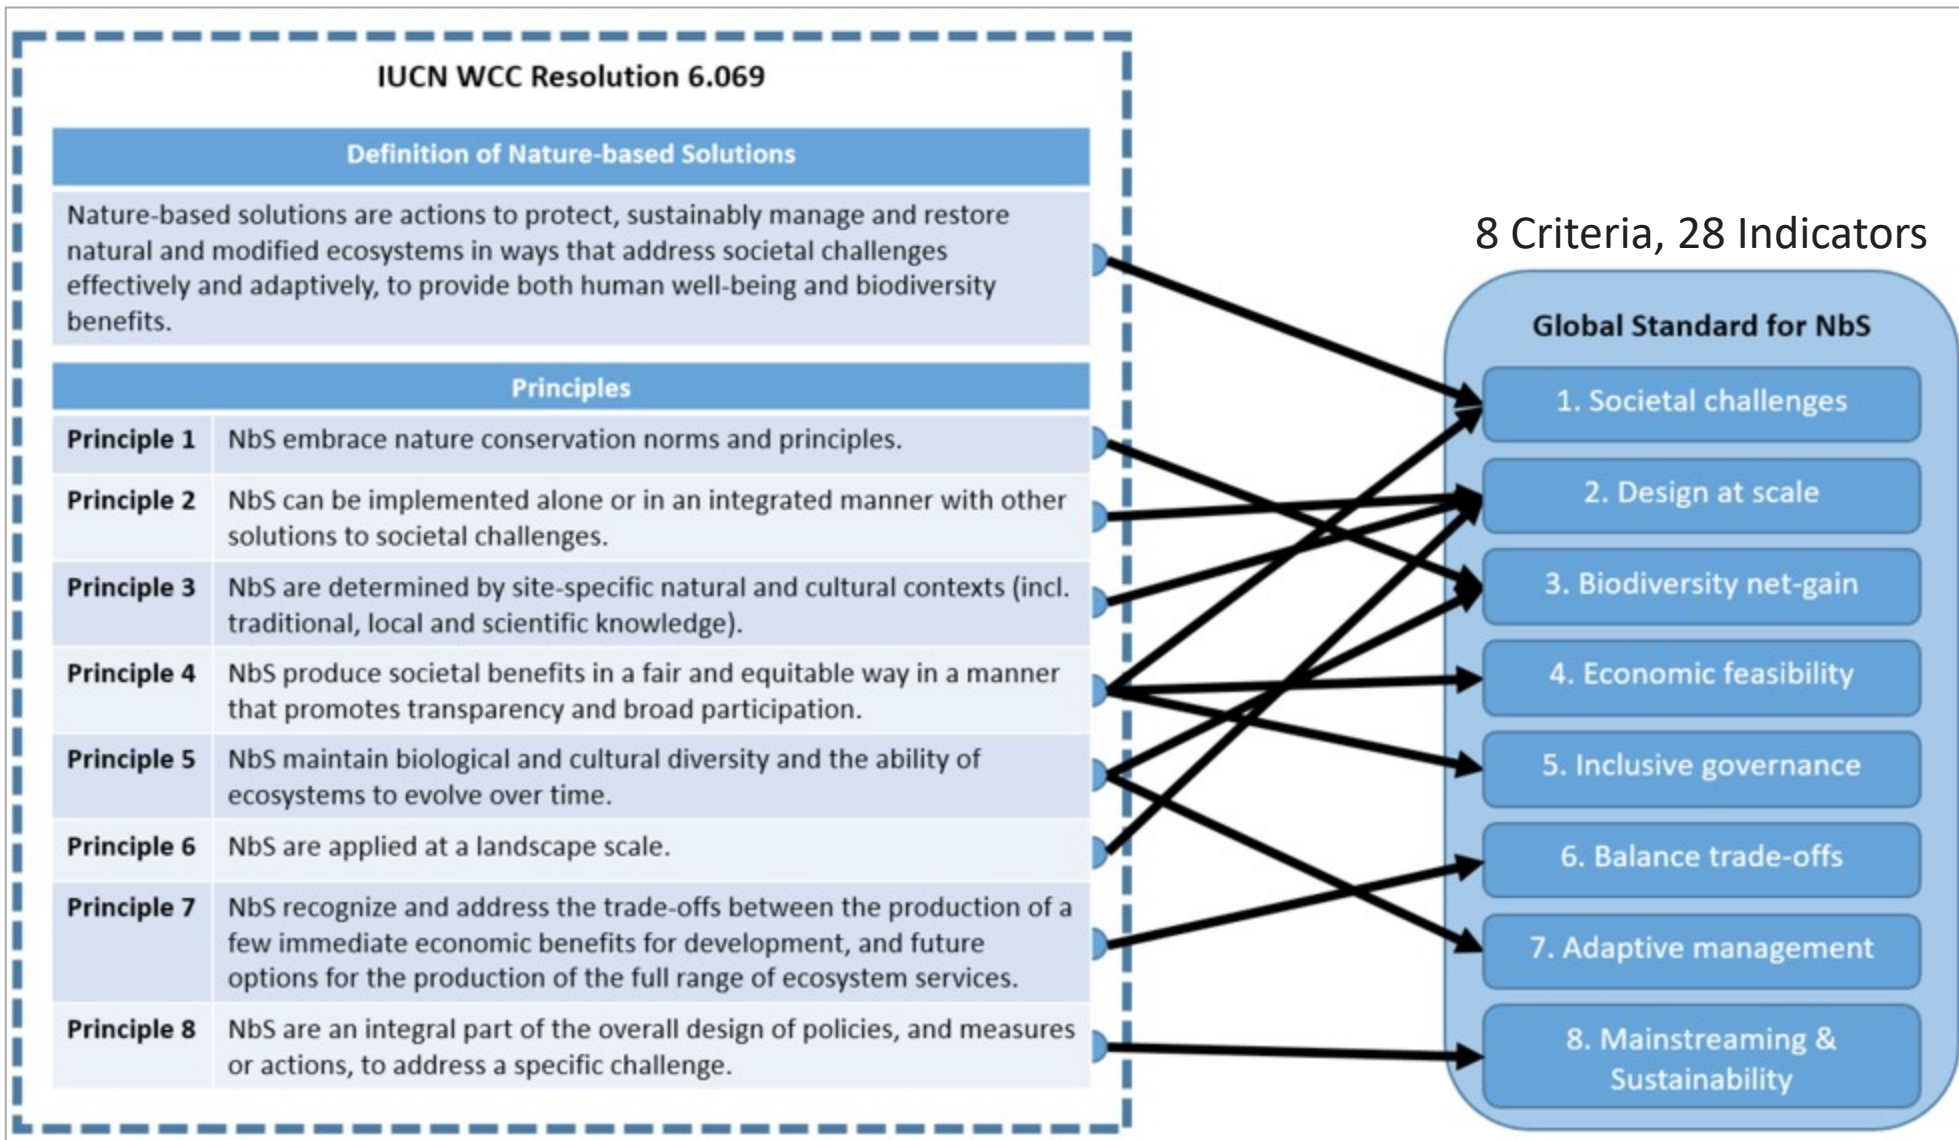 IUCN WCC Resolution 6.069
Definition of Nature-based Solutions
Nature-based solutions are actions to protect, sustainably manage and restore
natural and modified ecosystems in ways that address societal challenges
effectively and adaptively, to provide both human well-being and biodiversity
benefits.
Principles
Principle 1 NbS embrace nature conservation norms and principles.
Principle 2 NbS can be implemented alone or in an integrated manner with other
solutions to societal challenges.
Principle 3 NbS are determined by site-specific natural and cultural contexts (incl.
traditional, local and scientific knowledge).
Principle 4 NbS produce societal benefits in a fair and equitable way in a manner
that promotes transparency and broad participation.
Principle 5 NbS maintain biological and cultural diversity and the ability of
ecosystems to evolve over time.
Principle 6 NbS are applied at a landscape scale.
Principle 7 NbS recognize and address the trade-offs between the production of a
few immediate economic benefits for development, and future
options for the production of the full range of ecosystem services.
Principle 8 NbS are an integral part of the overall design of policies, and measures
or actions, to address a specific challenge.
8 Criteria, 28 Indicators
Global Standard for NbS
1. Societal challenges
2. Design at scale
3. Biodiversity net-gain
4. Economic feasibility
5. Inclusive governance
6. Balance trade-offs
7. Adaptive management
8. Mainstreaming &
Sustainability